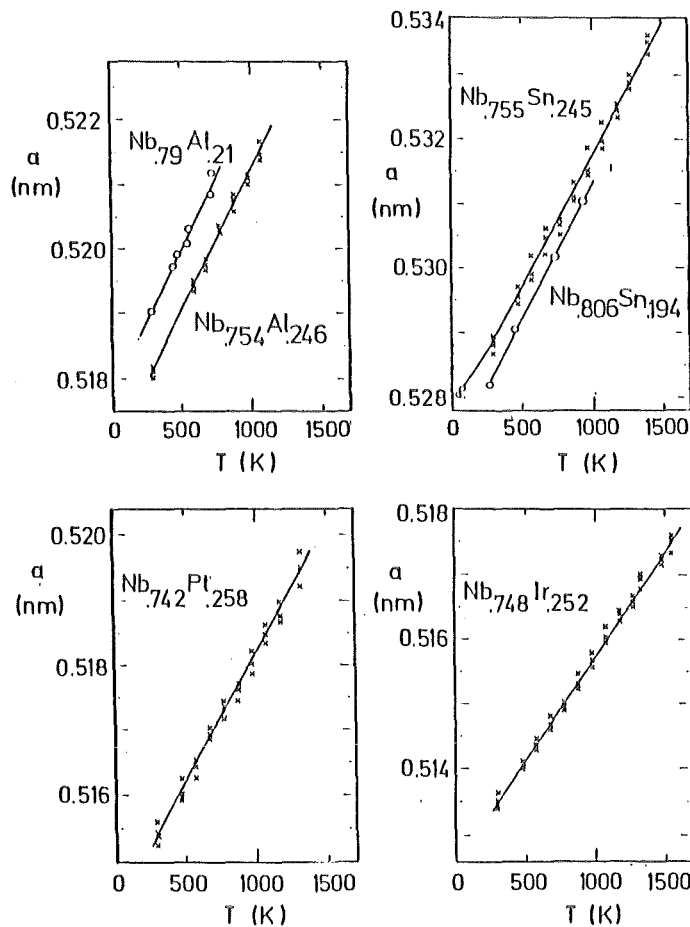 0.522
0.520
0.518
a
(nm)
Nb.79Al.21
Nb.754Al.246
0 500 1000 1500
T (K)
0.534
0.532
0.530
0.528
a
(nm)
Nb.755Sn.245
Nb.806Sn.194
0 500 1000 1500
T (K)
0.520
0.518
0.516
a
(nm)
Nb.742Pt.258
0 500 1000 1500
T (K)
0.518
0.516
0.514
a
(nm)
Nb.748Ir.252
0 500 1000 1500
T (K)